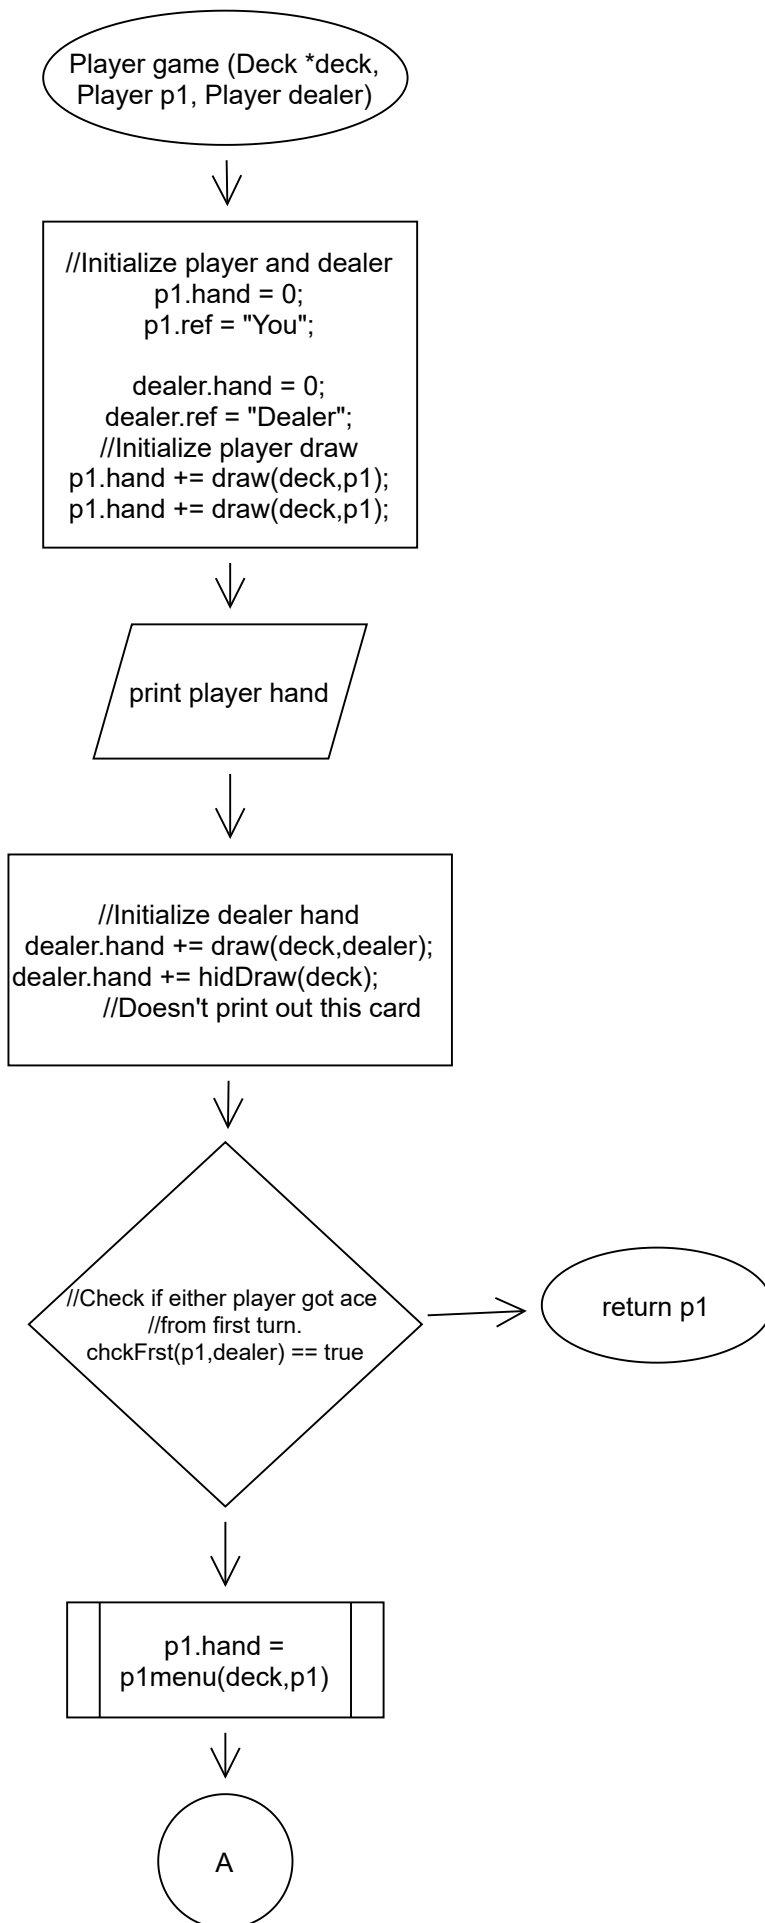 Player game (Deck *deck,
Player p1, Player dealer)
//Initialize player and dealer
p1.hand = 0;
p1.ref = "You";
dealer.hand = 0;
dealer.ref = "Dealer";
//Initialize player draw
p1.hand += draw(deck,p1);
p1.hand += draw(deck,p1);
print player hand
//Initialize dealer hand
dealer.hand += draw(deck,dealer);
dealer.hand += hidDraw(deck);
//Doesn't print out this card
//Check if either player got ace
//from first turn.
chckFrst(p1,dealer) == true
return p1
p1.hand =
p1menu(deck,p1)
A